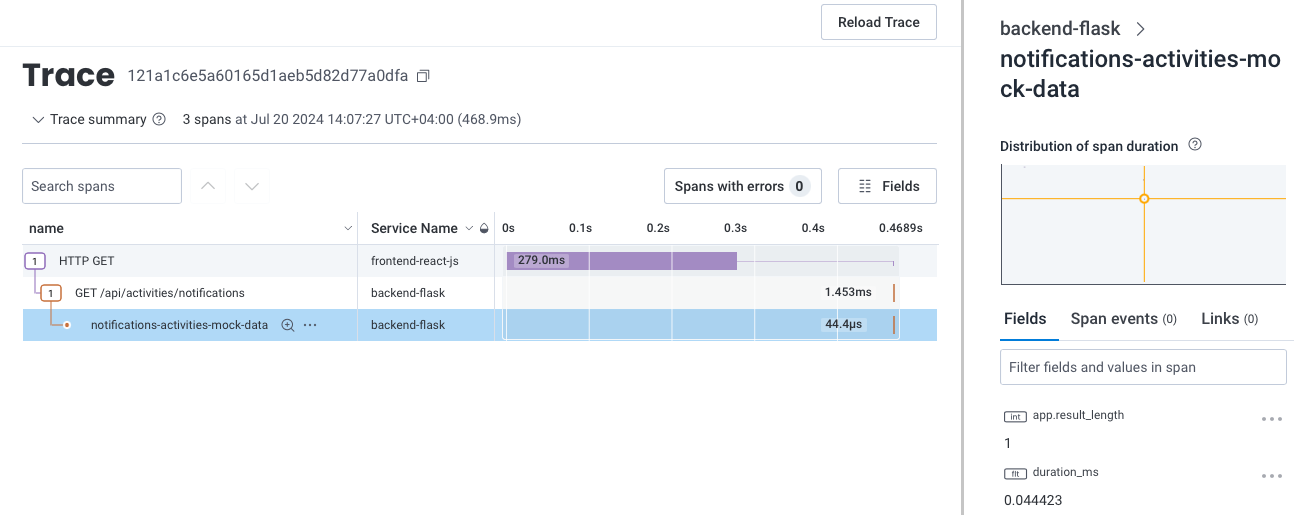 Reload Trace
Trace 121a1c6e5a60165d1aeb5d82d77a0dfa
Trace summary 3 spans at Jul 20 2024 14:07:27 UTC+04:00 (468.9ms)
Search spans Spans with errors 0 Fields
name Service Name 0s 0.1s 0.2s 0.3s 0.4s 0.4689s
1 HTTP GET frontend-react-js 279.0ms
1 GET /api/activities/notifications backend-flask 1.453ms
notifications-activities-mock-data backend-flask 44.4μs
backend-flask
notifications-activities-mo
ck-data
Distribution of span duration
Fields Span events (0) Links (0)
Filter fields and values in span
int app.result_length
1
flt duration_ms
0.044423